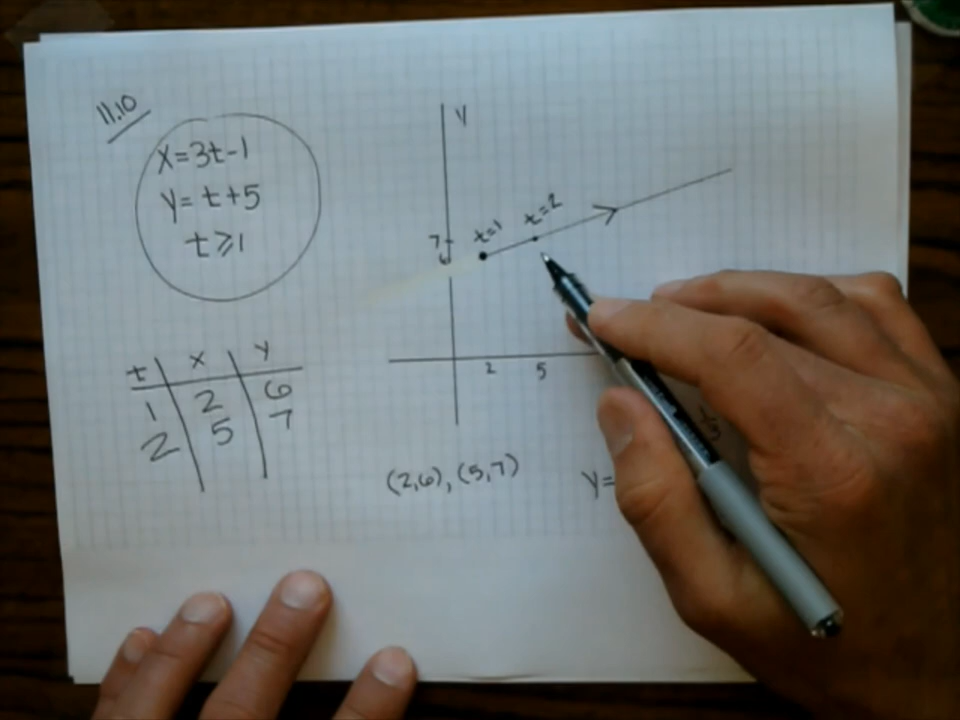 11.10
x=3t-1
y=t+5
t≥1
t x y
1 2 6
2 5 7
y
7
6
t=1
t=2
2 5
(2,6), (5,7)
y=